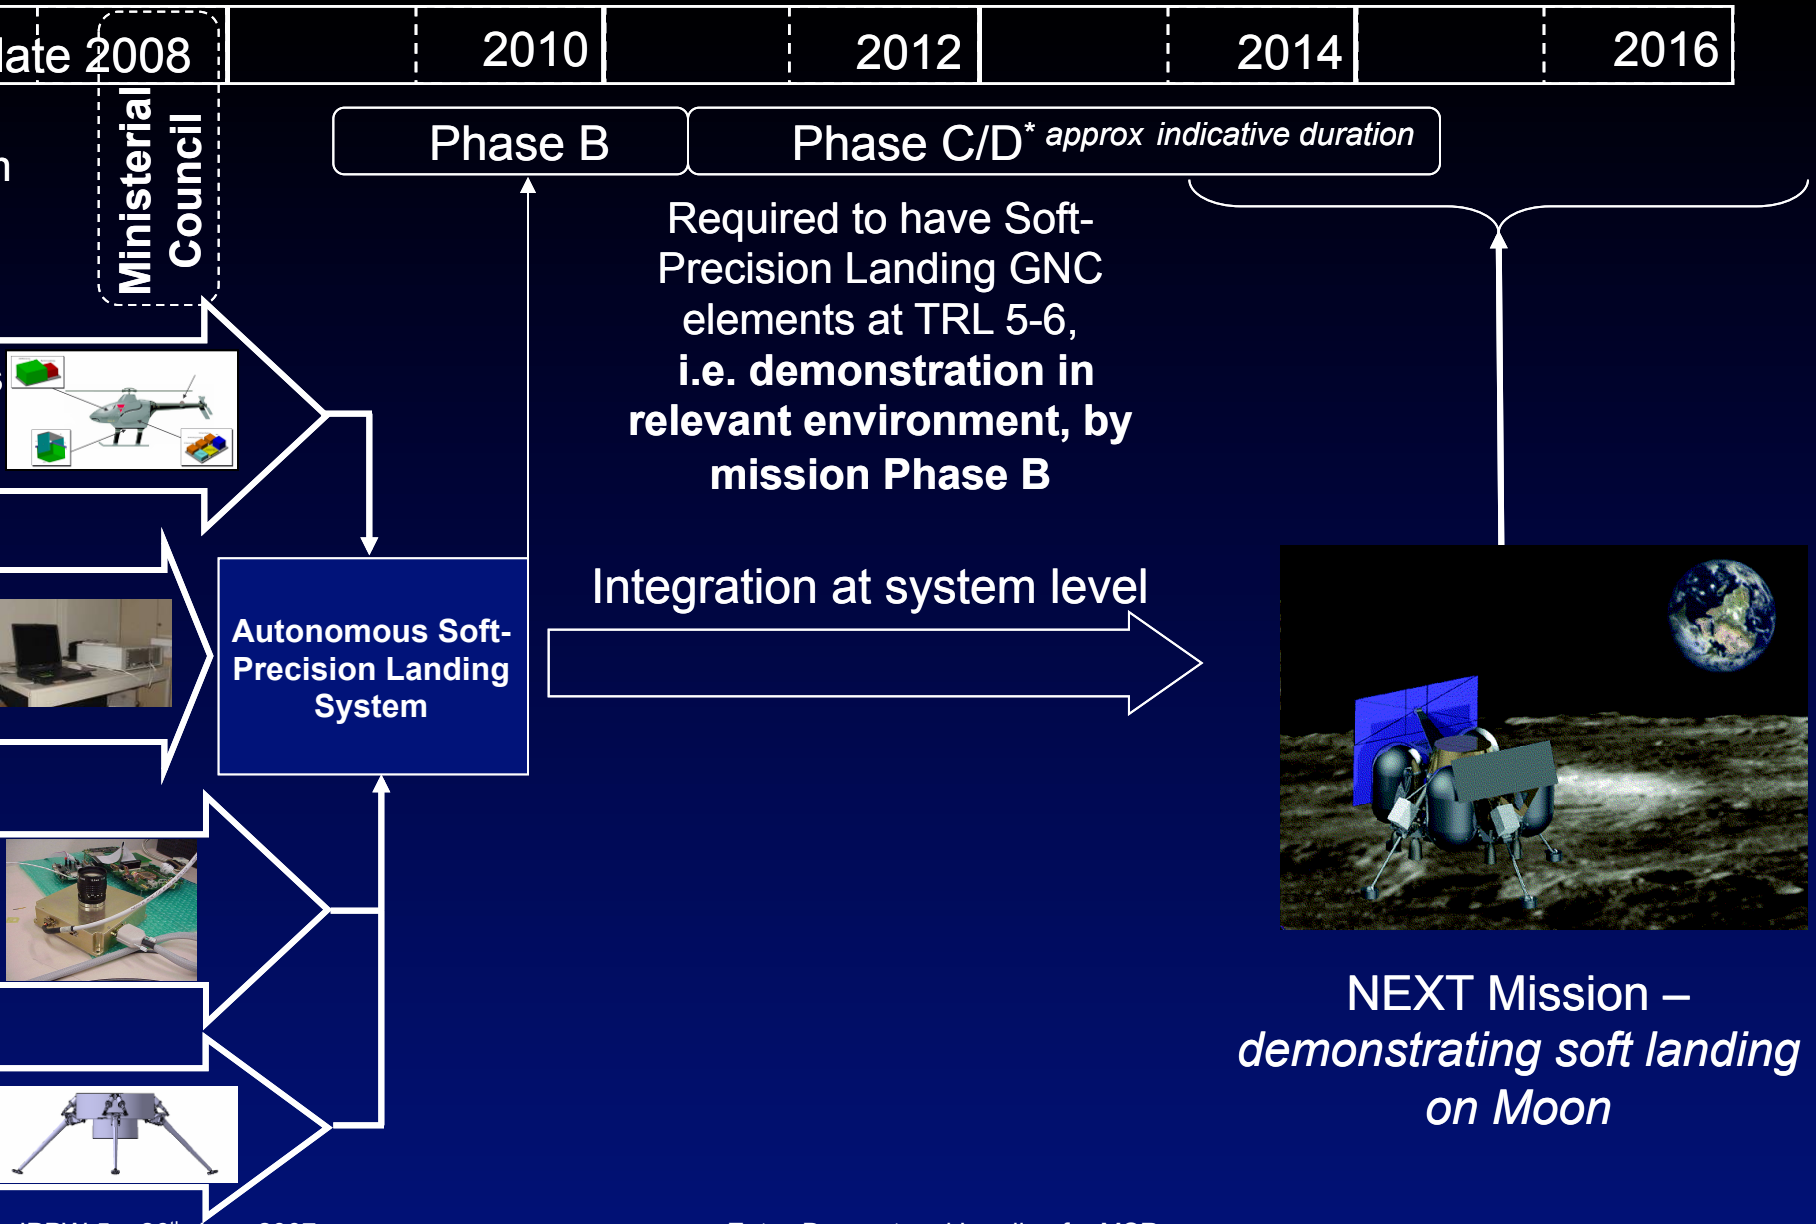 late 2008
2010
2012
2014
2016
Ministerial
Council
Phase B
Phase C/D* approx indicative duration
Required to have Soft-
Precision Landing GNC
elements at TRL 5-6,
i.e. demonstration in
relevant environment, by
mission Phase B
Autonomous Soft-
Precision Landing
System
Integration at system level
NEXT Mission –
demonstrating soft landing
on Moon